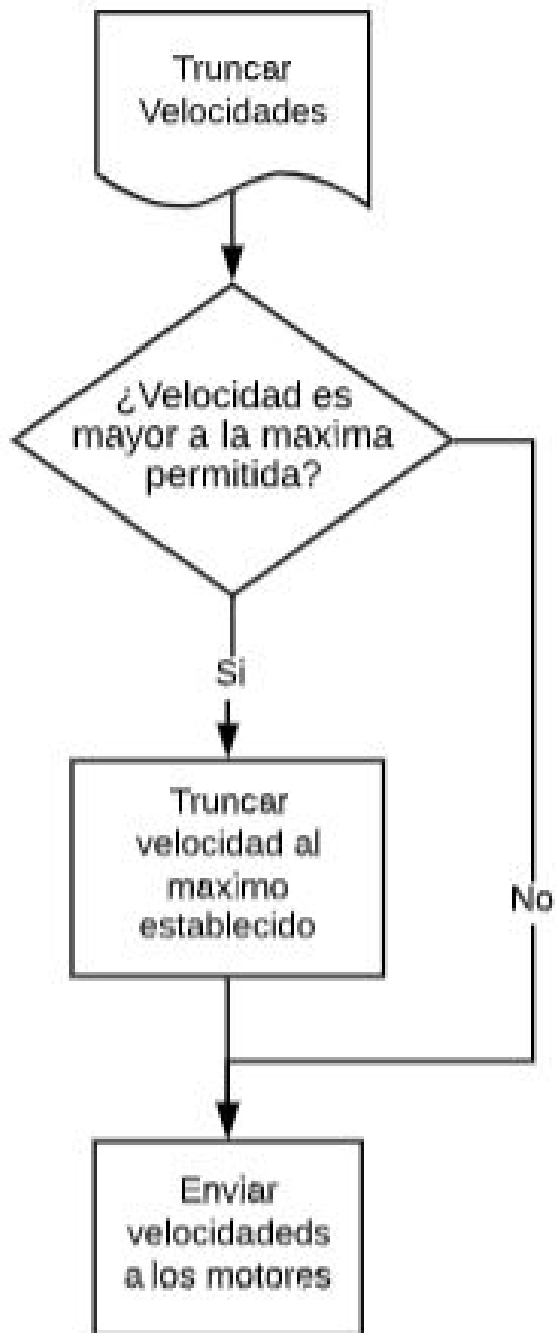 Truncar
Velocidades
¿Velocidad es
mayor a la maxima
permitida?
Si
Truncar
velocidad al
maximo
establecido
No
Enviar
velocidadeds
a los motores